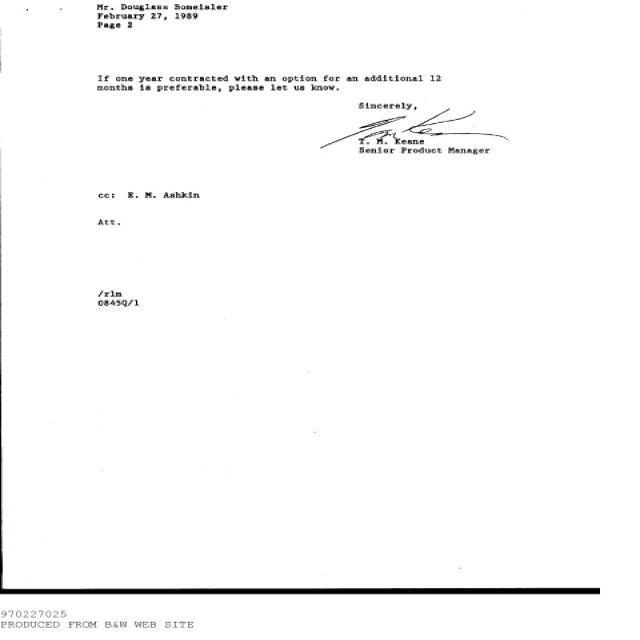 Mr. Douglass Bomeisler
February 27, 1989
Page 2
If one year contracted with an option for an additional 12
months is preferable, please let us know.
Sincerely,
T. M. Keane
Senior Product Manager
cc: E. M. Ashkin
Att.
/rlm
0845Q/1
970227025
PRODUCED FROM B&W WEB SITE